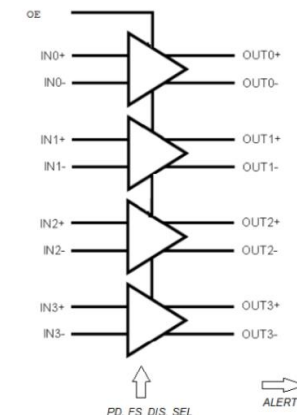 OE
IN0+ OUT0+
IN0- OUT0-
IN1+ OUT1+
IN1- OUT1-
IN2+ OUT2+
IN2- OUT2-
IN3+ OUT3+
IN3- OUT3-
PD, FS, DIS, SEL
ALERT